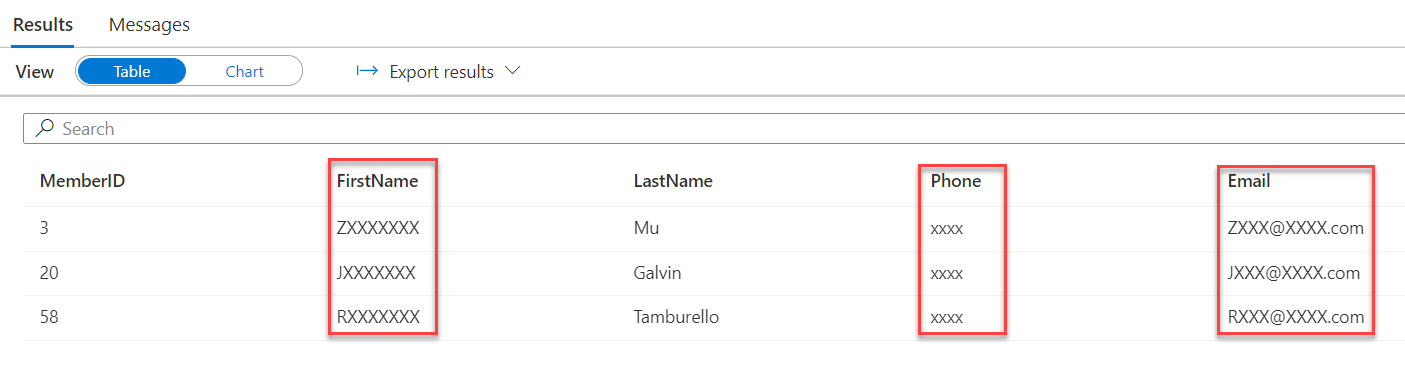 Results Messages
View Table Chart Export results
Search
MemberID FirstName LastName Phone Email
3 ZXXXXXXX Mu xxxx ZXXX@XXXX.com
20 JXXXXXXX Galvin xxxx JXXX@XXXX.com
58 RXXXXXXX Tamburello xxxx RXXX@XXXX.com